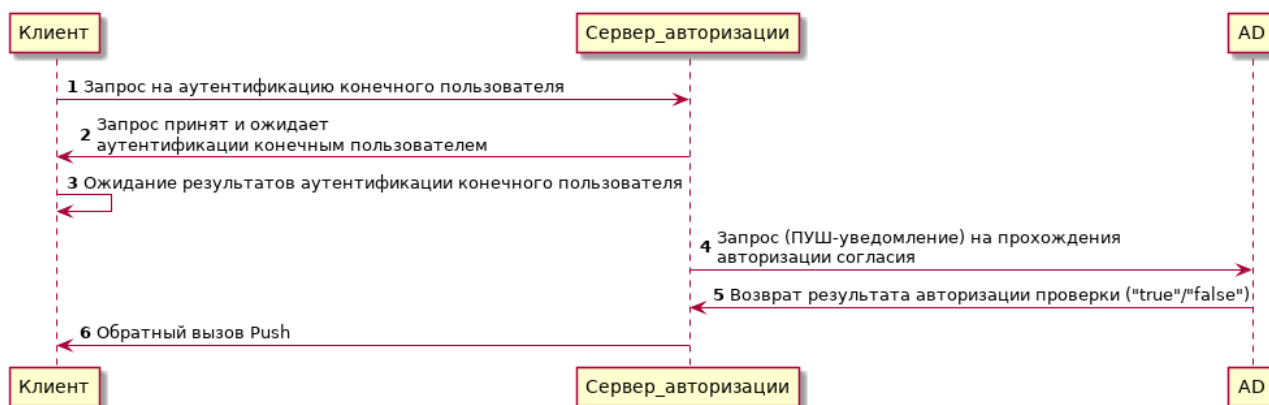 Клиент
Сервер_авторизации
AD
1 Запрос на аутентификацию конечного пользователя
2 Запрос принят и ожидает
аутентификации конечным пользователем
3 Ожидание результатов аутентификации конечного пользователя
4 Запрос (ПУШ-уведомление) на прохождения
авторизации согласия
5 Возврат результата авторизации проверки ("true"/"false")
6 Обратный вызов Push
Клиент
Сервер_авторизации
AD